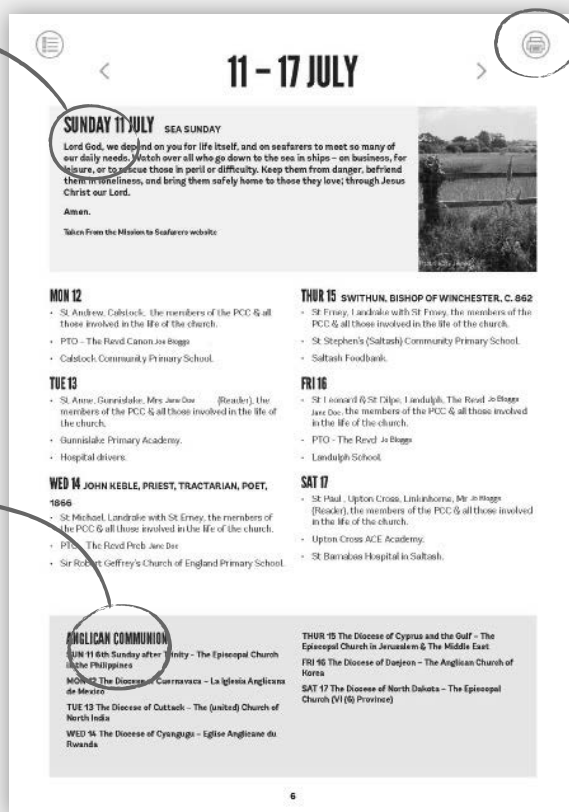 11 – 17 JULY
SUNDAY 11 JULY SEA SUNDAY
Lord God, we depend on you for life itself, and on seafarers to meet so many of
our daily needs. Watch over all who go down to the sea in ships – on business, for
leisure, or to rescue those in peril or difficulty. Keep them from danger, befriend
them in loneliness, and bring them safely home to those they love; through Jesus
Christ our Lord.
Amen.
Taken From the Mission to Seafarers website
MON 12
• St. Andrew, Calstock, the members of the PCC & all
those involved in the life of the church.
• PTO - The Revd Canon Joe Bloggs
• Calstock Community Primary School.
TUE 13
• St. Anne, Gunnislake, Mrs Jane Doe (Reader), the
members of the PCC & all those involved in the life of
the church.
• Gunnislake Primary Academy.
• Hospital drivers.
WED 14 JOHN KEBLE, PRIEST, TRACTARIAN, POET,
1866
• St Michael, Landrake with St Erney, the members of
the PCC & all those involved in the life of the church.
• PTO - The Revd Preb Jane Doe
• Sir Robert Geffrey's Church of England Primary School.
THUR 15 SWITHUN, BISHOP OF WINCHESTER, C. 862
• St Erney, Landrake with St Erney, the members of the
PCC & all those involved in the life of the church.
• St Stephen's (Saltash) Community Primary School.
• Saltash Foodbank.
FRI 16
• St Leonard & St Dilpe, Landulph, The Revd Jo Bloggs
Jane Doe, the members of the PCC & all those involved
in the life of the church.
• PTO - The Revd Jo Bloggs
• Landulph School.
SAT 17
• St Paul, Upton Cross, Linkinhorne, Mr Jo Bloggs
(Reader), the members of the PCC & all those involved
in the life of the church.
• Upton Cross ACE Academy.
• St Barnabas Hospital in Saltash.
ANGLICAN COMMUNION
SUN 11 6th Sunday after Trinity – The Episcopal Church
in the Philippines
MON 12 The Diocese of Cuernavaca – La Iglesia Anglicana
de Mexico
TUE 13 The Diocese of Cuttack – The (united) Church of
North India
WED 14 The Diocese of Cyangugu – Eglise Anglicane du
Rwanda
THUR 15 The Diocese of Cyprus and the Gulf – The
Episcopal Church in Jerusalem & The Middle East
FRI 16 The Diocese of Daejeon – The Anglican Church of
Korea
SAT 17 The Diocese of North Dakota – The Episcopal
Church (VI (6) Province)
6